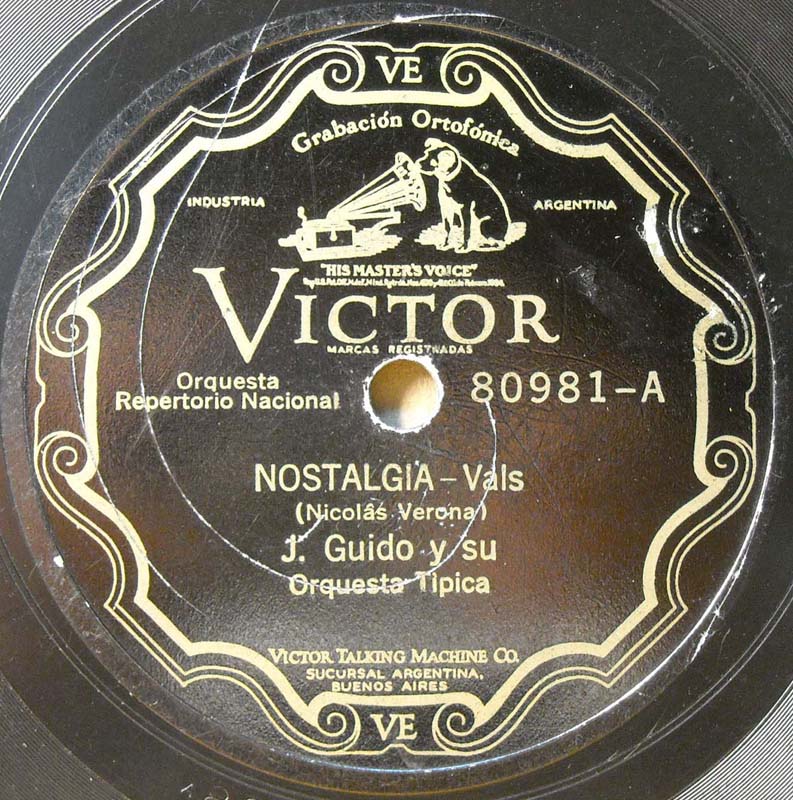 VE
Grabación Ortofónica
INDUSTRIA
ARGENTINA
"HIS MASTER'S VOICE"
VICTOR
MARCAS REGISTRADAS
Orquesta
Repertorio Nacional
80981-A
NOSTALGIA - Vals
(Nicolás Verona)
J. Guido y su
Orquesta Tipica
VICTOR TALKING MACHINE CO.
SUCURSAL ARGENTINA,
BUENOS AIRES
VE